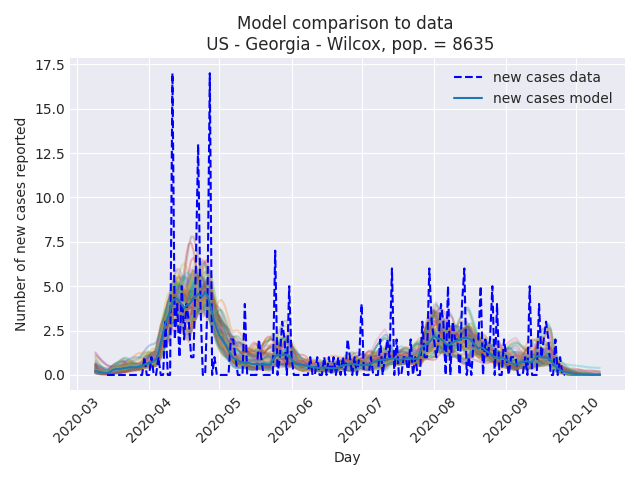 Model comparison to data
US - Georgia - Wilcox, pop. = 8635
new cases data
new cases model
Number of new cases reported
17.5
15.0
12.5
10.0
7.5
5.0
2.5
0.0
2020-03
2020-04
2020-05
2020-06
2020-07
2020-08
2020-09
2020-10
Day